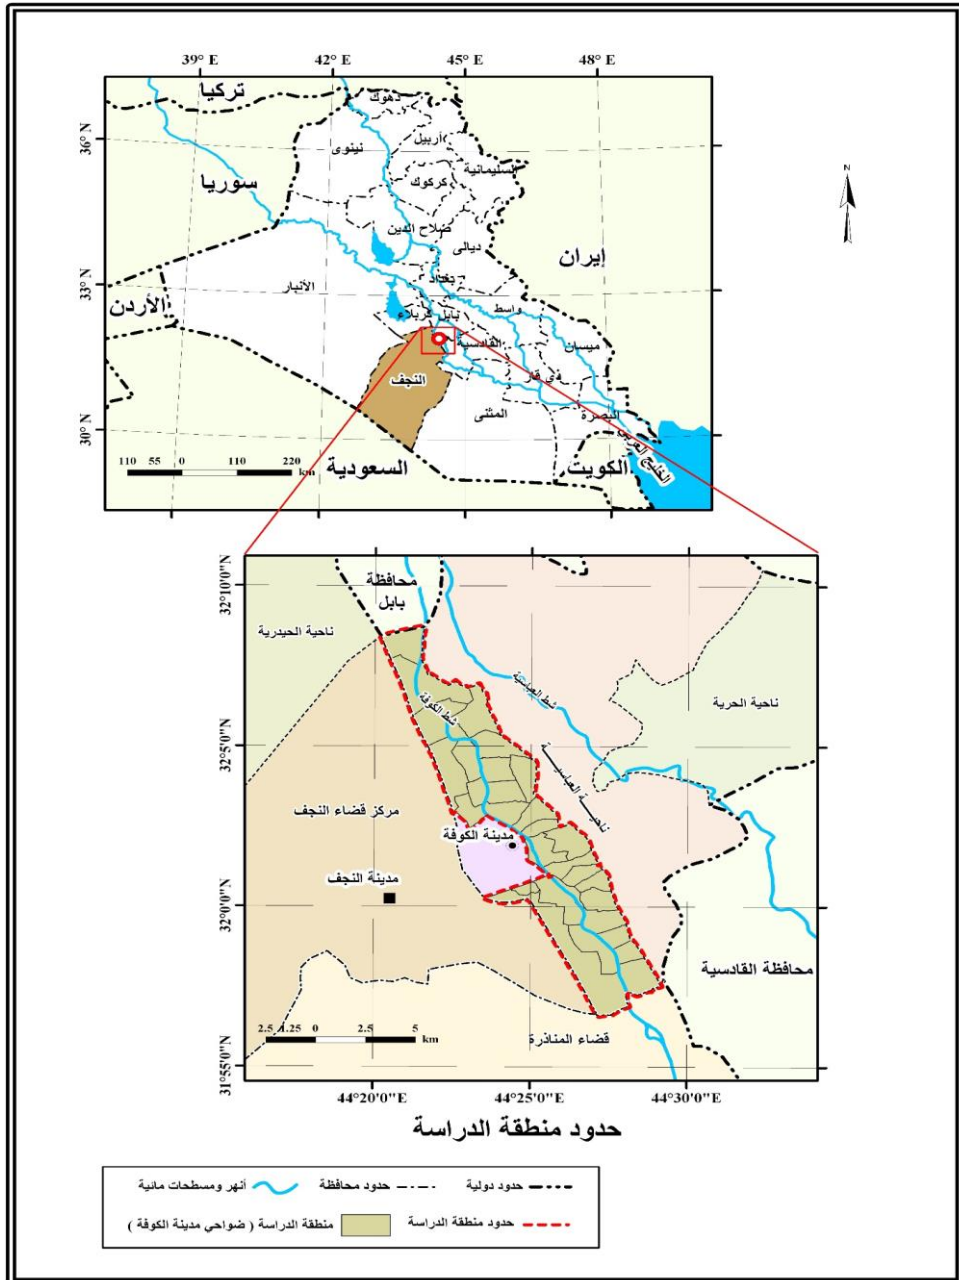 39° E
42° E
45° E
48° E
36° N
33° N
30° N
N
تركيا
سوريا
الأردن
إيران
السعودية
الكويت
الخليج العربي
دهوك
نينوى
أربيل
السليمانية
كركوك
صلاح الدين
ديالى
الأنبار
بغداد
واسط
بابل
كربلاء
القادسية
ميسان
ذي قار
النجف
المثنى
البصرة
110 55 0 110 220
km
32°10'0"N
32°5'0"N
32°0'0"N
31°55'0"N
محافظة
بابل
ناحية الحيدرية
ناحية الحرية
شط الكوفة
شط العباسية
ناحيـــة العباسيـــة
مركز قضاء النجف
مدينة الكوفة
مدينة النجف
محافظة القادسية
قضاء المناذرة
2.5 1.25 0 2.5 5
km
44°20'0"E
44°25'0"E
44°30'0"E
حدود منطقة الدراسة
حدود دولية
حدود محافظة
أنهر ومسطحات مائية
حدود منطقة الدراسة
منطقة الدراسة ( ضواحي مدينة الكوفة )